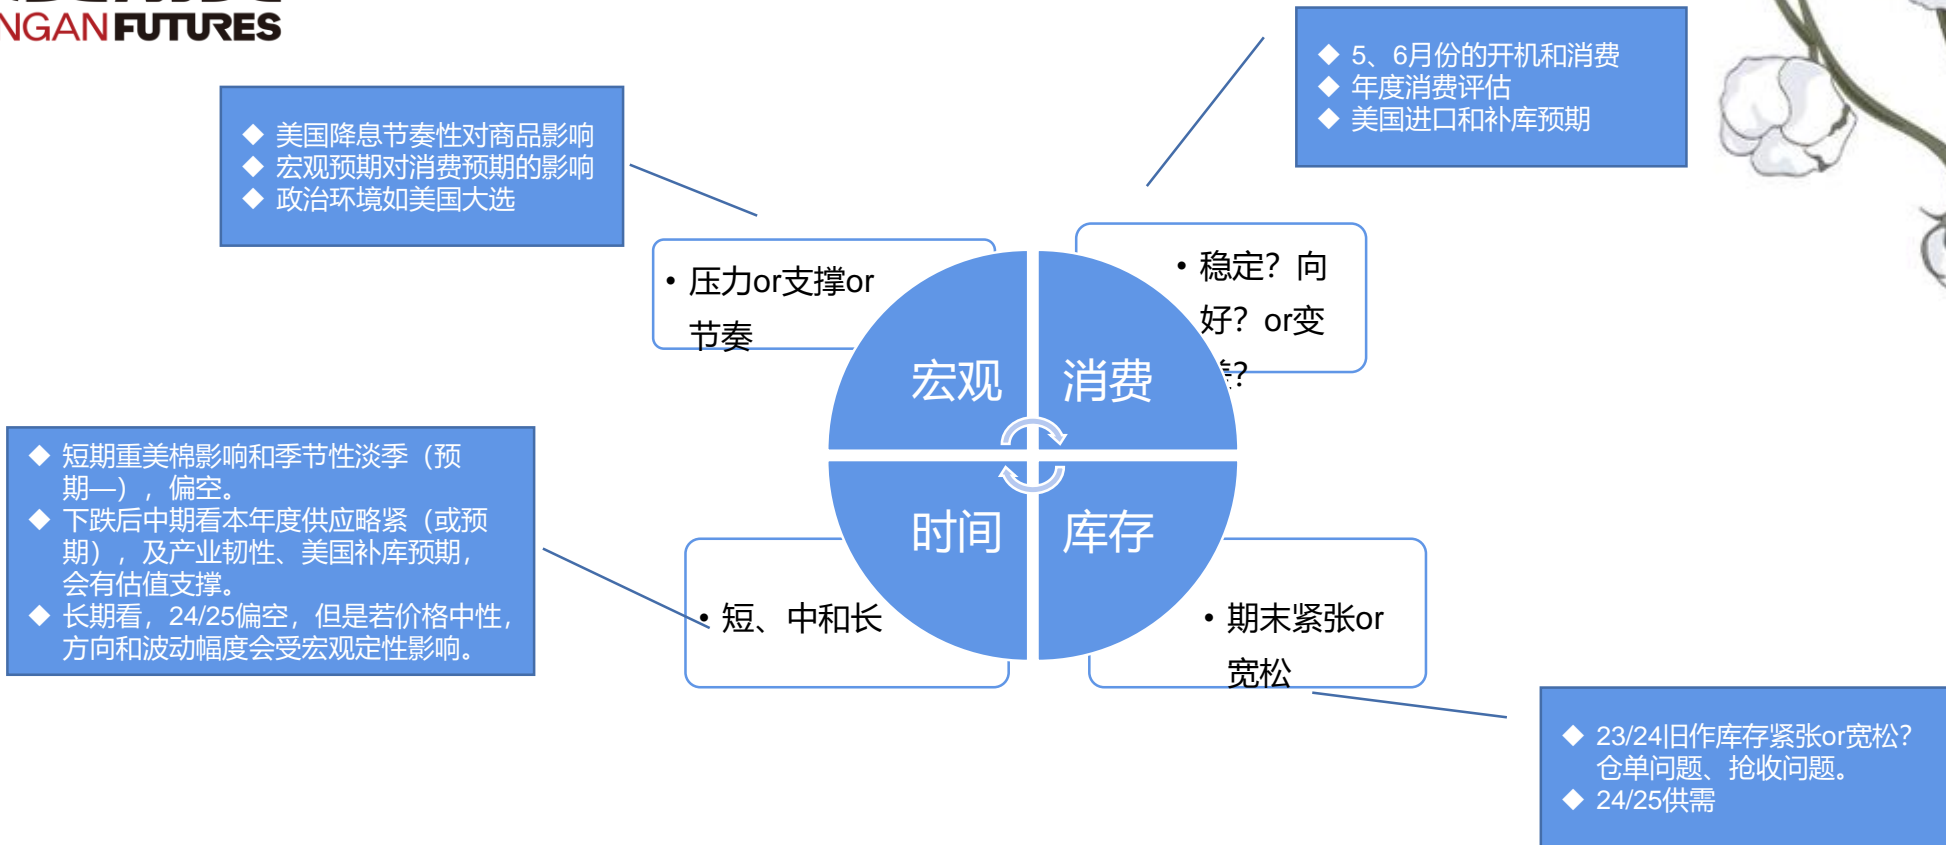 NGAN FUTURES
◆ 美国降息节奏性对商品影响
◆ 宏观预期对消费预期的影响
◆ 政治环境如美国大选
◆ 5、6月份的开机和消费
◆ 年度消费评估
◆ 美国进口和补库预期
• 压力or支撑or
节奏
• 稳定？向
好？or变
？
宏观
消费
时间
库存
◆ 短期重美棉影响和季节性淡季（预
期—），偏空。
◆ 下跌后中期看本年度供应略紧（或预
期），及产业韧性、美国补库预期，
会有估值支撑。
◆ 长期看，24/25偏空，但是若价格中性，
方向和波动幅度会受宏观定性影响。
• 短、中和长
• 期末紧张or
宽松
◆ 23/24旧作库存紧张or宽松？
仓单问题、抢收问题。
◆ 24/25供需